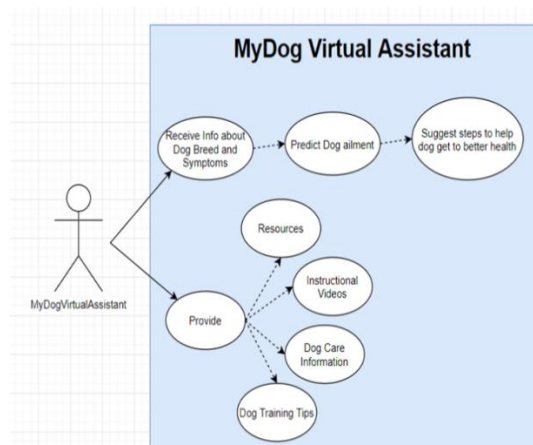 MyDog Virtual Assistant
Receive Info about
Dog Breed and
Symptoms
Predict Dog ailment
Suggest steps to help
dog get to better health
Resources
Instructional
Videos
MyDogVirtualAssistant
Provide
Dog Care
Information
Dog Training Tips